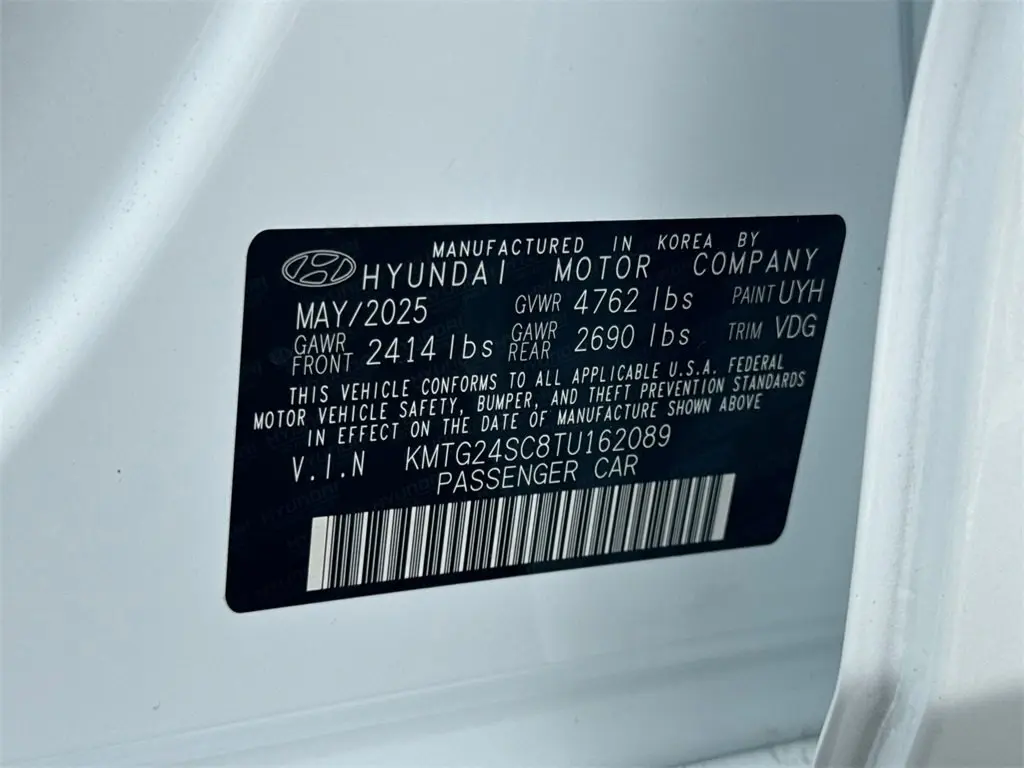 MANUFACTURED IN KOREA BY
HYUNDAI MOTOR COMPANY
MAY/2025 GVWR 4762 lbs PAINT UYH
GAWR FRONT 2414 lbs GAWR REAR 2690 lbs TRIM VDG
THIS VEHICLE CONFORMS TO ALL APPLICABLE U.S.A. FEDERAL
MOTOR VEHICLE SAFETY, BUMPER, AND THEFT PREVENTION STANDARDS
IN EFFECT ON THE DATE OF MANUFACTURE SHOWN ABOVE
V.I.N KMTG24SC8TU162089
PASSENGER CAR